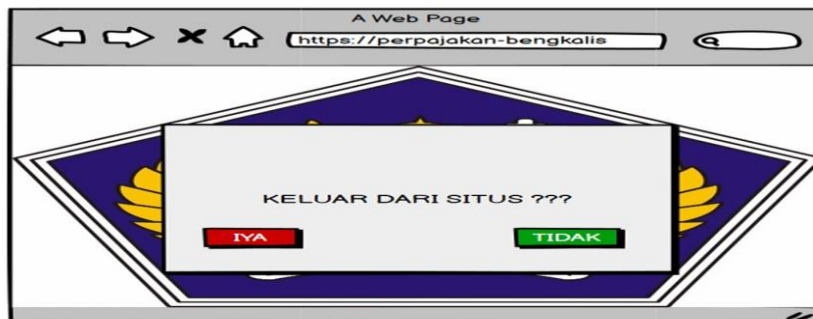 A Web Page
https://perpajakan-bengkalis
KELUAR DARI SITUS ???
IYA
TIDAK